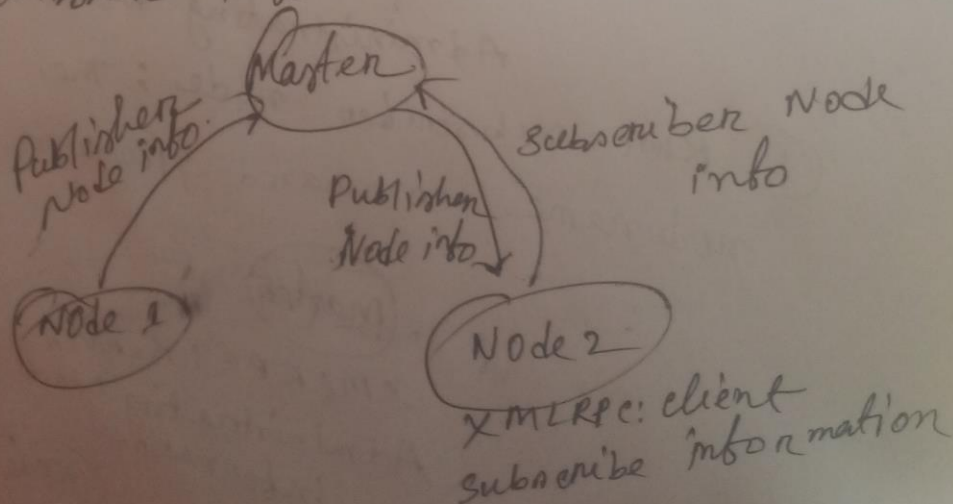 Master
Publisher
Node info.
Subscriber Node
info
Publisher
Node info
Node 1
Node 2
XMLRPC: client
subscribe information